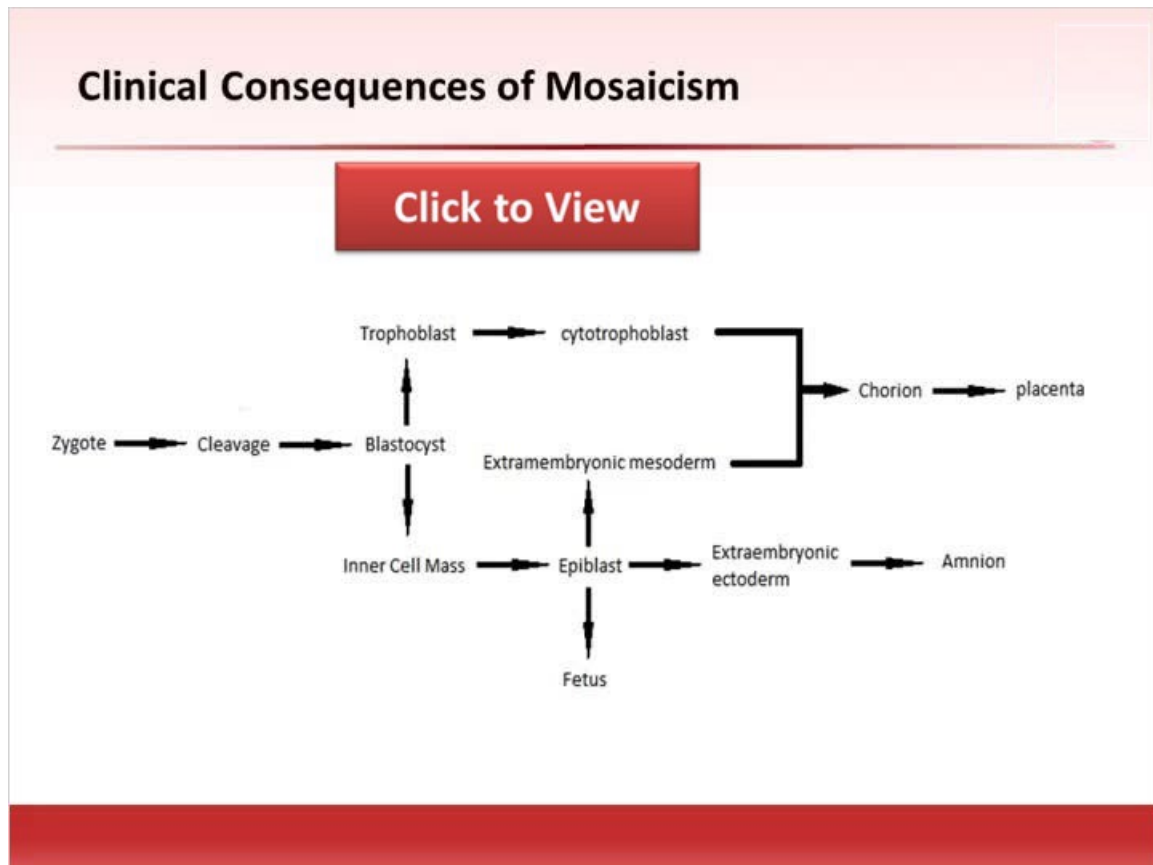 Clinical Consequences of Mosaicism
Click to View
Trophoblast
cytotrophoblast
Chorion
placenta
Zygote
Cleavage
Blastocyst
Extramembryonic mesoderm
Inner Cell Mass
Epiblast
Extraembryonic
ectoderm
Amnion
Fetus